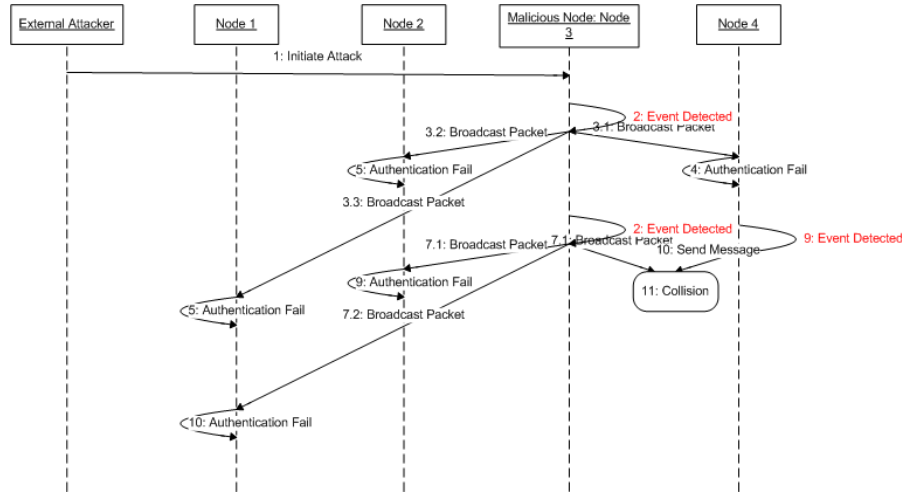 External Attacker
Node 1
Node 2
Malicious Node: Node
3
Node 4
1: Initiate Attack
2: Event Detected
3.2: Broadcast Packet
3.1: Broadcast Packet
5: Authentication Fail
4: Authentication Fail
3.3: Broadcast Packet
2: Event Detected
9: Event Detected
7.1: Broadcast Packet
7.1: Broadcast Packet
10: Send Message
9: Authentication Fail
11: Collision
5: Authentication Fail
7.2: Broadcast Packet
10: Authentication Fail